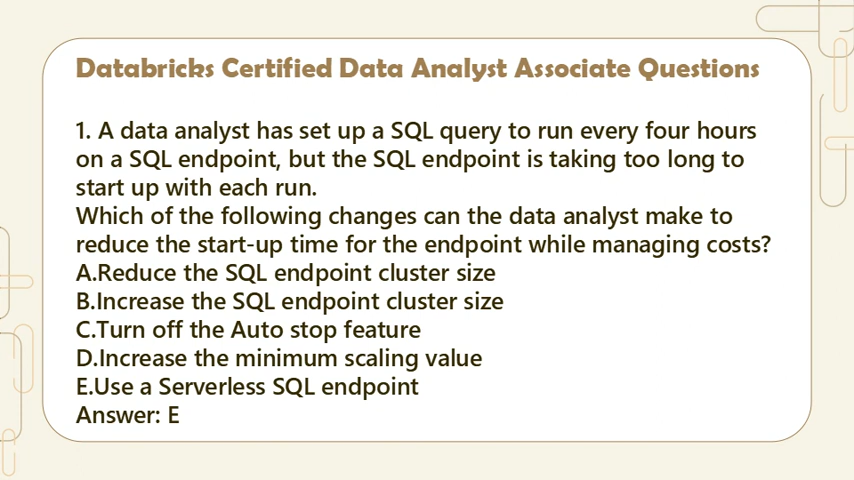 Databricks Certified Data Analyst Associate Questions
1. A data analyst has set up a SQL query to run every four hours
on a SQL endpoint, but the SQL endpoint is taking too long to
start up with each run.
Which of the following changes can the data analyst make to
reduce the start-up time for the endpoint while managing costs?
A.Reduce the SQL endpoint cluster size
B.Increase the SQL endpoint cluster size
C.Turn off the Auto stop feature
D.Increase the minimum scaling value
E.Use a Serverless SQL endpoint
Answer: E